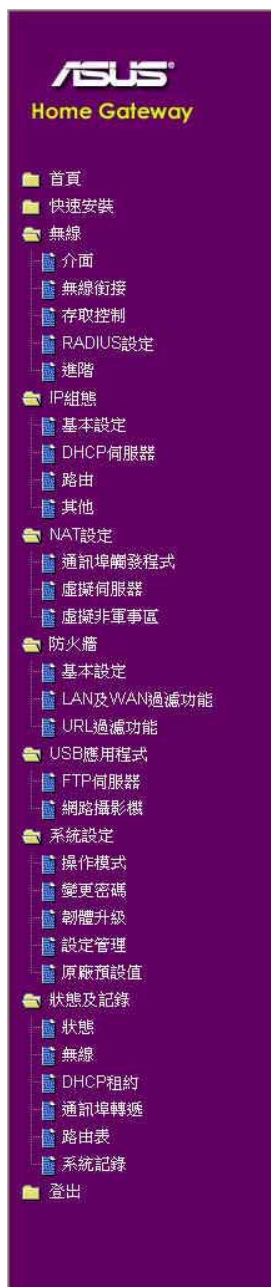 ASUS
Home Gateway
首頁
快速安裝
無線
介面
無線銜接
存取控制
RADIUS設定
進階
IP組態
基本設定
DHCP伺服器
路由
其他
NAT設定
通訊埠觸發程式
虛擬伺服器
虛擬非軍事區
防火牆
基本設定
LAN及WAN過濾功能
URL過濾功能
USB應用程式
FTP伺服器
網路攝影機
系統設定
操作模式
變更密碼
韌體升級
設定管理
原廠預設值
狀態及記錄
狀態
無線
DHCP租約
通訊埠轉遞
路由表
系統記錄
登出